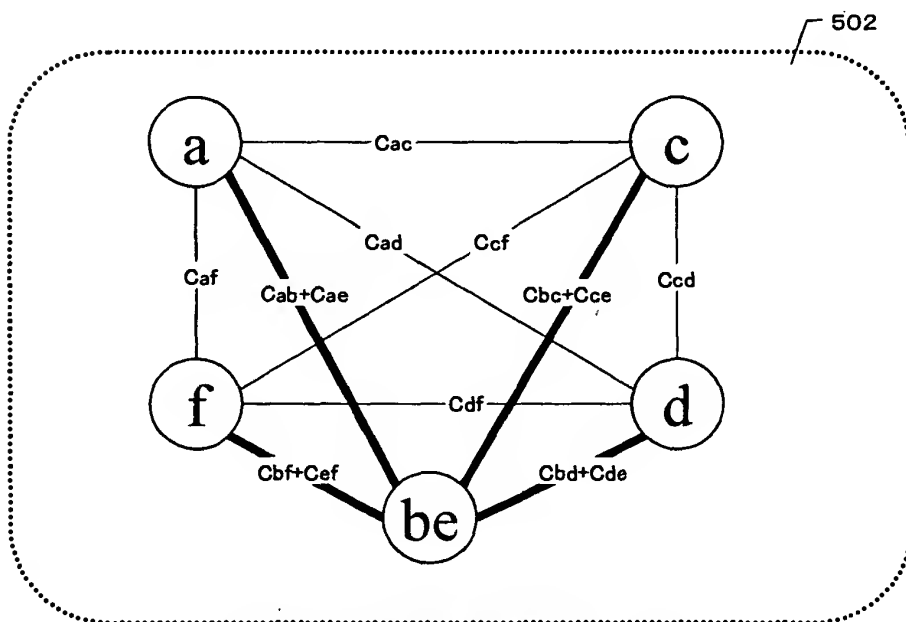 502
a
c
Cac
Cad
Ccf
Caf
Cab+Cae
Cbc+Cce
Ccd
f
d
Cdf
Cbf+Cef
Cbd+Cde
be